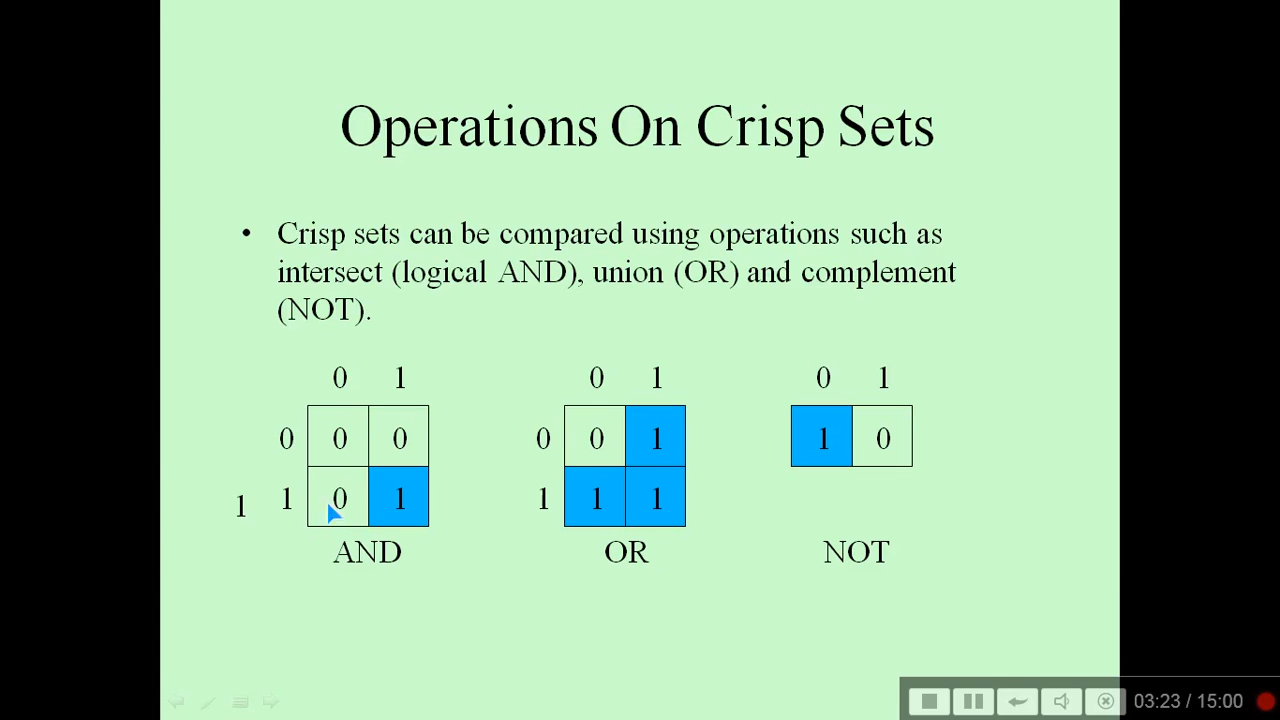 Operations On Crisp Sets
• Crisp sets can be compared using operations such as
intersect (logical AND), union (OR) and complement
(NOT).
0 1 0 1 0 1
0 0 0 0 0 1 1 0
1 1 0 1 1 1 1
AND OR NOT
03:23 / 15:00